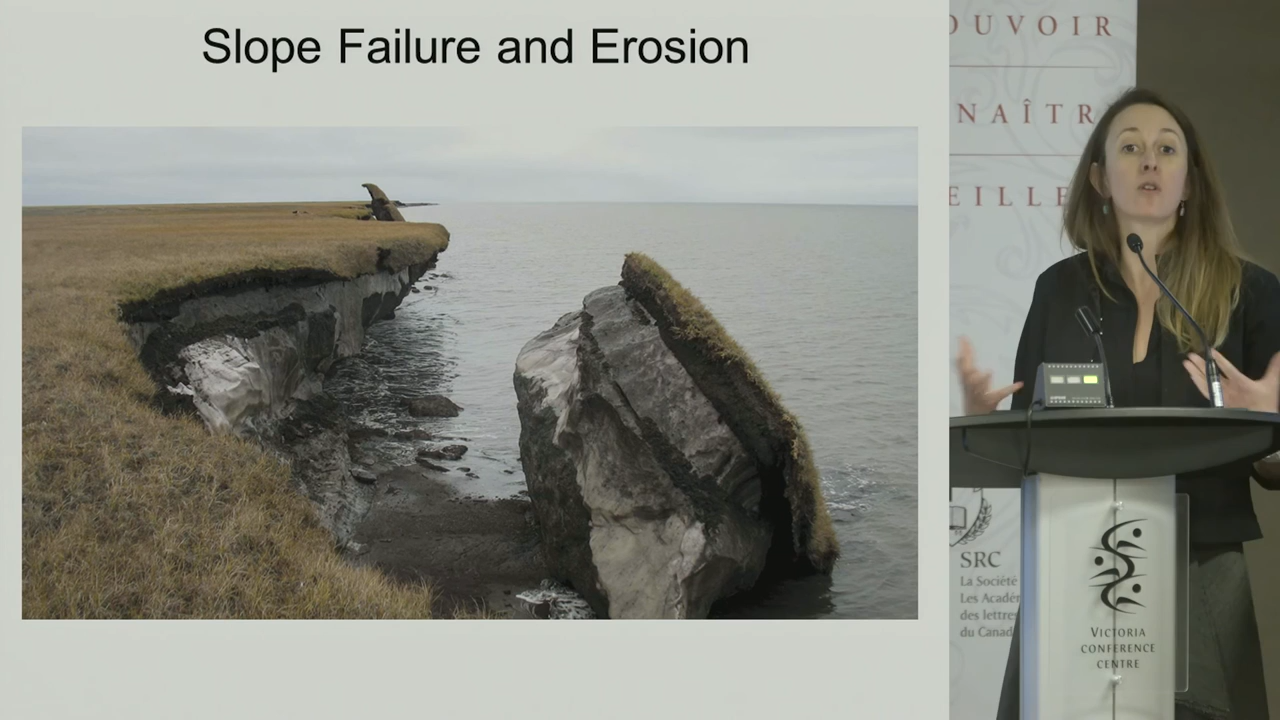 Slope Failure and Erosion
OUVOIR
NAÎTR
EILLE
SRC
La Société
Les Acadé
des lettre
du Canad
VICTORIA
CONFERENCE
CENTRE